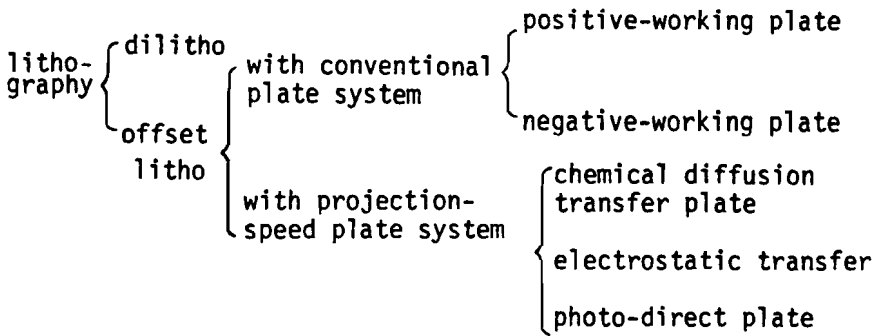 litho-
graphy
dilitho
offset
litho
with conventional
plate system
with projection-
speed plate system
positive-working plate
negative-working plate
chemical diffusion
transfer plate
electrostatic transfer
photo-direct plate